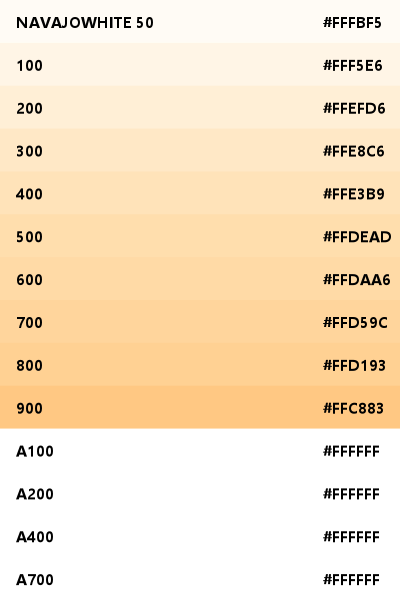 NAVAJOWHITE 50 #FFFBF5
100 #FFF5E6
200 #FFEFD6
300 #FFE8C6
400 #FFE3B9
500 #FFDEAD
600 #FFDAA6
700 #FFD59C
800 #FFD193
900 #FFC883
A100 #FFFFFF
A200 #FFFFFF
A400 #FFFFFF
A700 #FFFFFF